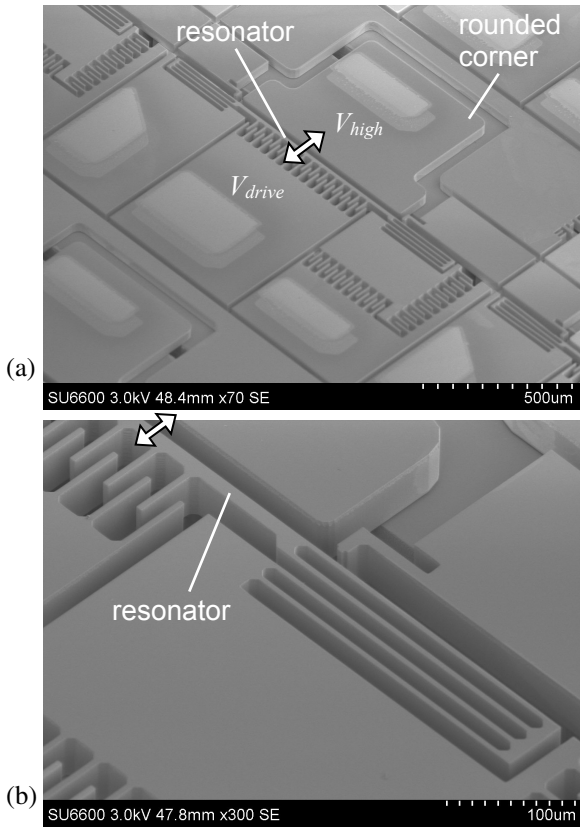 resonator
rounded
corner
V_high
V_drive
(a)
SU6600 3.0kV 48.4mm x70 SE 500um
resonator
(b)
SU6600 3.0kV 47.8mm x300 SE 100um